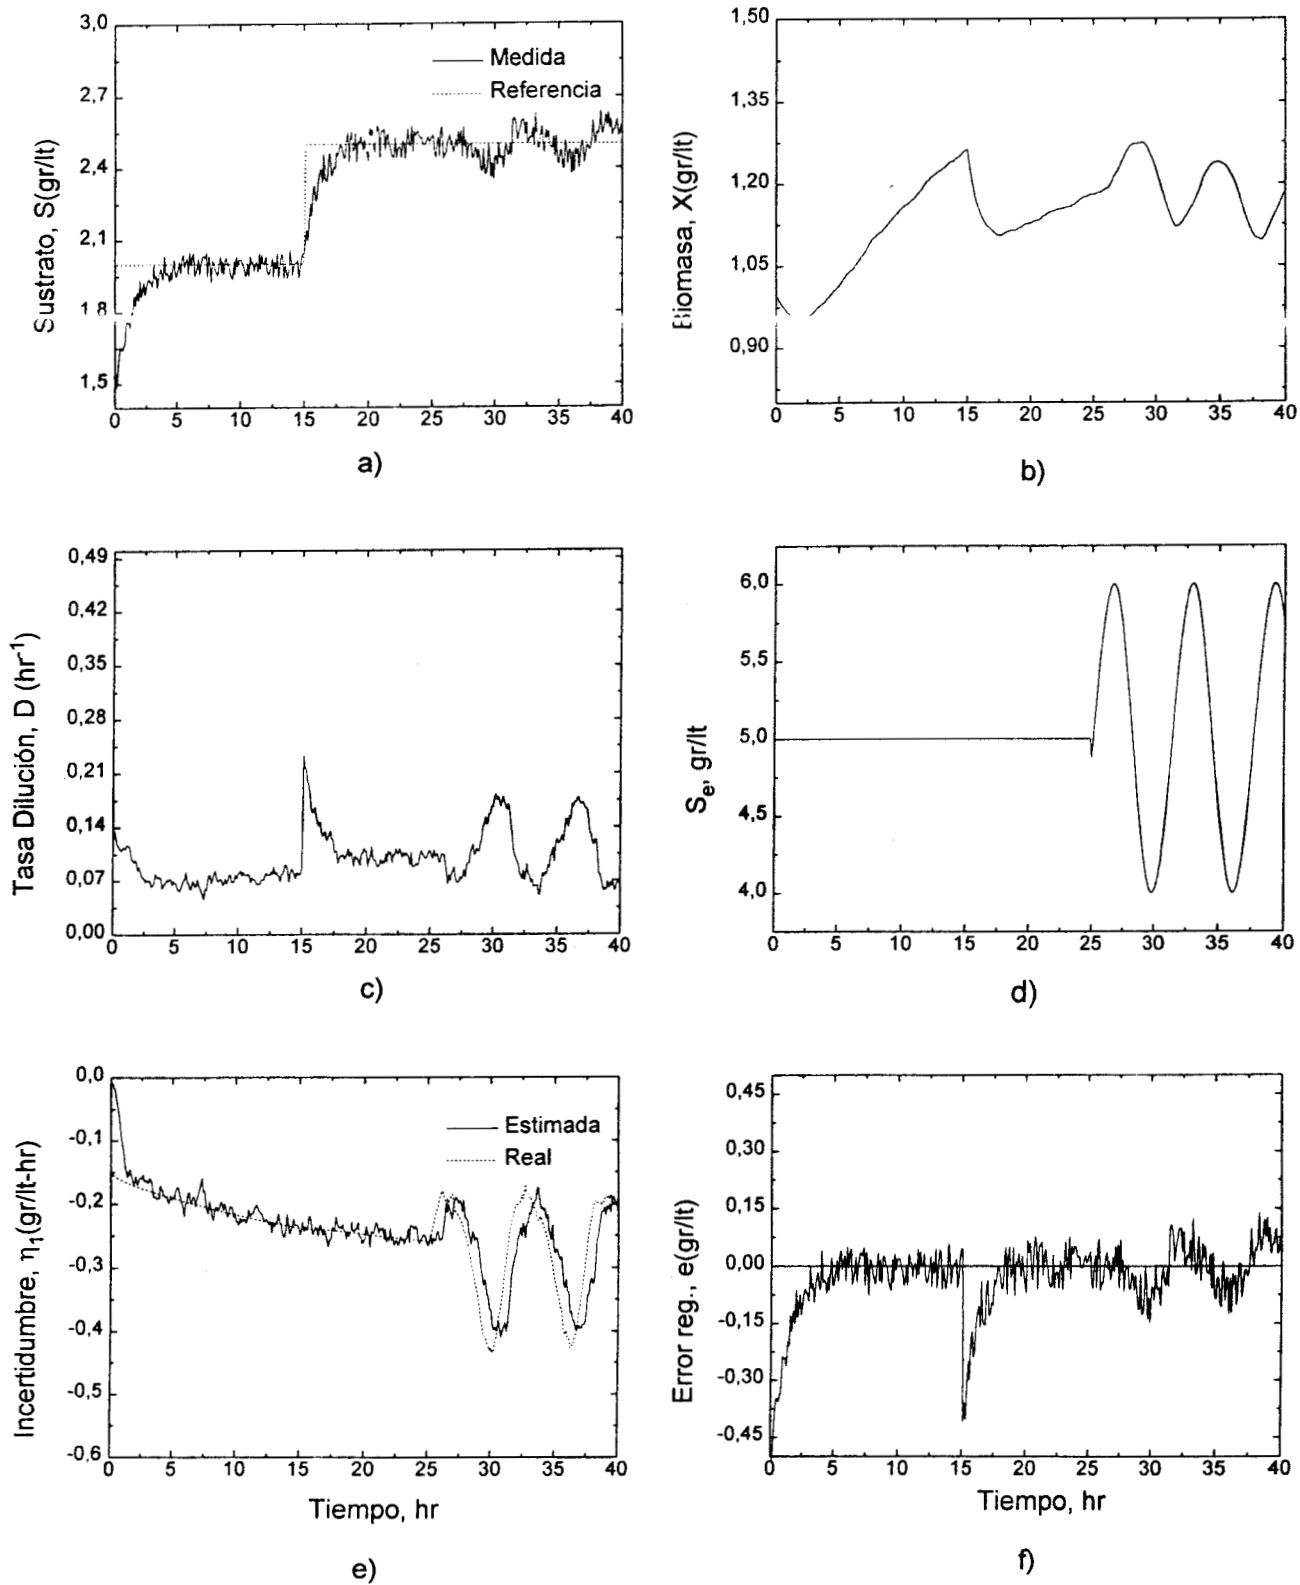 3,0
2,7
2,4
2,1
1 8
1,5
Sustrato, S(gr/lt)
Medida
Referencia
0 5 10 15 20 25 30 35 40
a)
1,50
1,35
1,20
1,05
0,90
Biomasa, X(gr/lt)
0 5 10 15 20 25 30 35 40
b)
0,49
0,42
0,35
0,28
0,21
0,14
0,07
0,00
Tasa Dilución, D (hr⁻¹)
0 5 10 15 20 25 30 35 40
c)
6,0
5,5
5,0
4,5
4,0
Sₑ, gr/lt
0 5 10 15 20 25 30 35 40
d)
0,0
-0,1
-0,2
-0,3
-0,4
-0,5
-0,6
Incertidumbre, η₁(gr/lt-hr)
Estimada
Real
0 5 10 15 20 25 30 35 40
Tiempo, hr
e)
0,45
0,30
0,15
0,00
-0,15
-0,30
-0,45
Error reg., e(gr/lt)
0 5 10 15 20 25 30 35 40
Tiempo, hr
f)